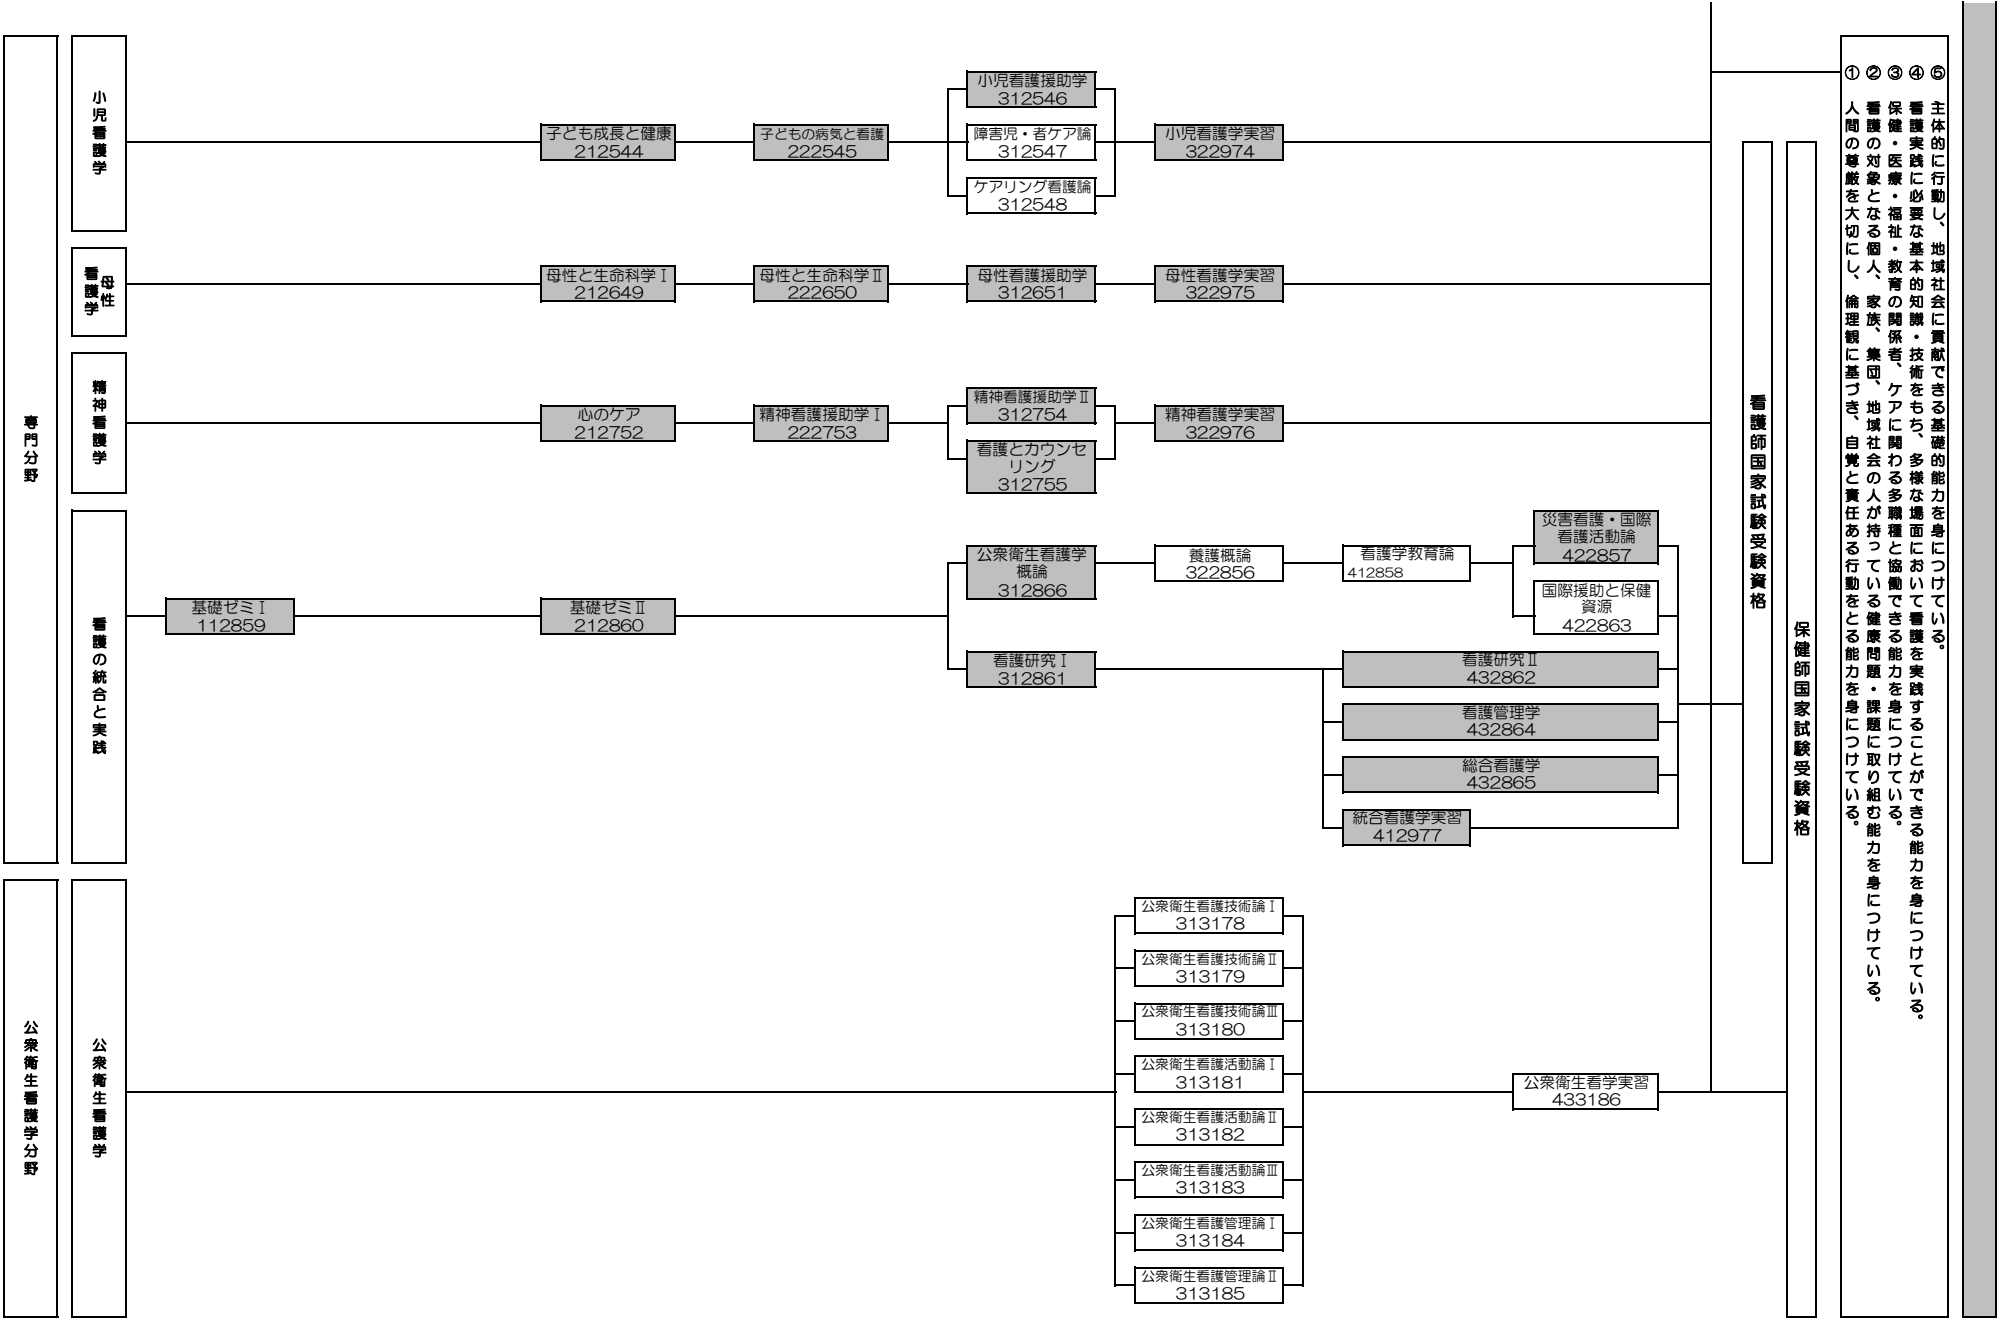 専門分野
小児看護学
子ども成長と健康
212544
子どもの病気と看護
222545
小児看護援助学
312546
障害児・者ケア論
312547
ケアリング看護論
312548
小児看護学実習
322974
母性
看護学
母性と生命科学Ⅰ
212649
母性と生命科学Ⅱ
222650
母性看護援助学
312651
母性看護学実習
322975
精神看護学
心のケア
212752
精神看護援助学Ⅰ
222753
精神看護援助学Ⅱ
312754
看護とカウンセ
リング
312755
精神看護学実習
322976
看護の統合と実践
基礎ゼミⅠ
112859
基礎ゼミⅡ
212860
公衆衛生看護学
概論
312866
養護概論
322856
看護学教育論
412858
災害看護・国際
看護活動論
422857
国際援助と保健
資源
422863
看護研究Ⅰ
312861
看護研究Ⅱ
432862
看護管理学
432864
総合看護学
432865
統合看護学実習
412977
公衆衛生看護学分野
公衆衛生看護学
公衆衛生看護技術論Ⅰ
313178
公衆衛生看護技術論Ⅱ
313179
公衆衛生看護技術論Ⅲ
313180
公衆衛生看護活動論Ⅰ
313181
公衆衛生看護活動論Ⅱ
313182
公衆衛生看護活動論Ⅲ
313183
公衆衛生看護管理論Ⅰ
313184
公衆衛生看護管理論Ⅱ
313185
公衆衛生看学実習
433186
看護師国家試験受験資格
保健師国家試験受験資格
① 人間の尊厳を大切にし、倫理観に基づき、自覚と責任ある行動をとる能力を身につけている。
② 看護の対象となる個人、家族、集団、地域社会の人が持っている健康問題・課題に取り組む能力を身につけている。
③ 保健・医療・福祉・教育の関係者、ケアに関わる多職種と協働できる能力を身につけている。
④ 看護実践に必要な基本的知識・技術をもち、多様な場面において看護を実践することができる能力を身につけている。
⑤ 主体的に行動し、地域社会に貢献できる基礎的能力を身につけている。